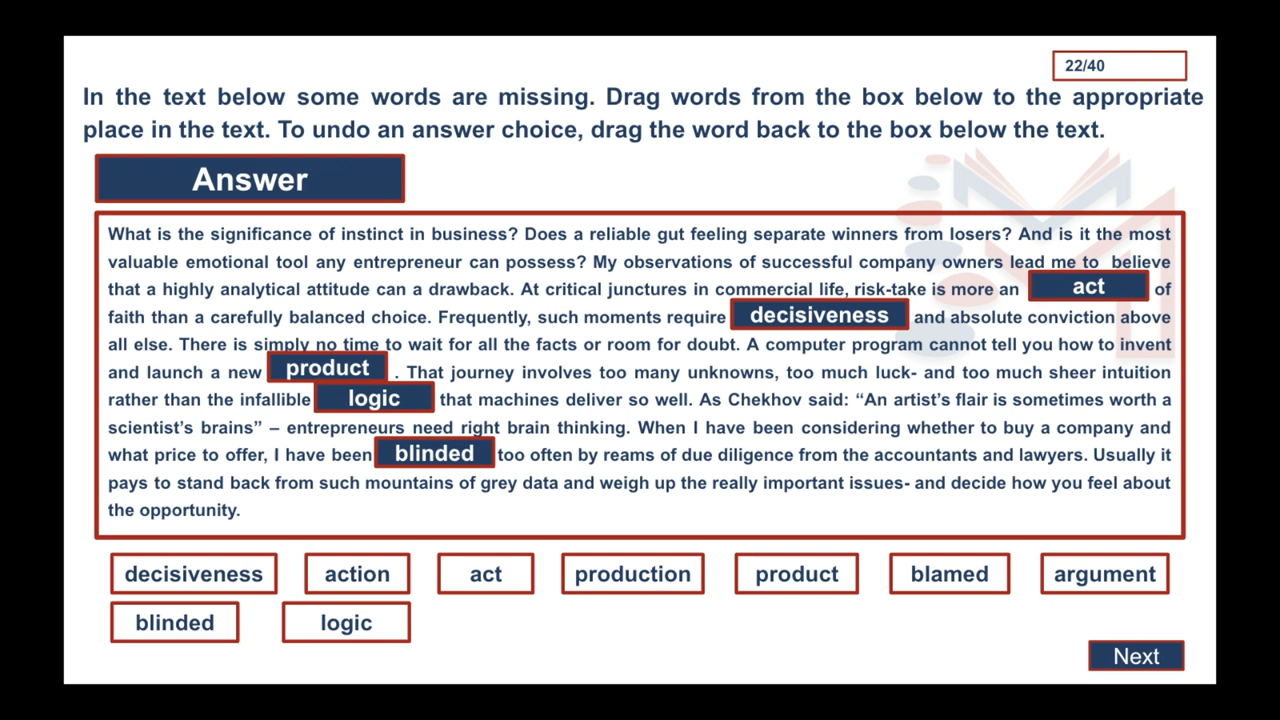 22/40
In the text below some words are missing. Drag words from the box below to the appropriate
place in the text. To undo an answer choice, drag the word back to the box below the text.
Answer
What is the significance of instinct in business? Does a reliable gut feeling separate winners from losers? And is it the most
valuable emotional tool any entrepreneur can possess? My observations of successful company owners lead me to believe
that a highly analytical attitude can a drawback. At critical junctures in commercial life, risk-take is more an act of
faith than a carefully balanced choice. Frequently, such moments require decisiveness and absolute conviction above
all else. There is simply no time to wait for all the facts or room for doubt. A computer program cannot tell you how to invent
and launch a new product . That journey involves too many unknowns, too much luck- and too much sheer intuition
rather than the infallible logic that machines deliver so well. As Chekhov said: “An artist’s flair is sometimes worth a
scientist’s brains” – entrepreneurs need right brain thinking. When I have been considering whether to buy a company and
what price to offer, I have been blinded too often by reams of due diligence from the accountants and lawyers. Usually it
pays to stand back from such mountains of grey data and weigh up the really important issues- and decide how you feel about
the opportunity.
decisiveness action act production product blamed argument
blinded logic
Next